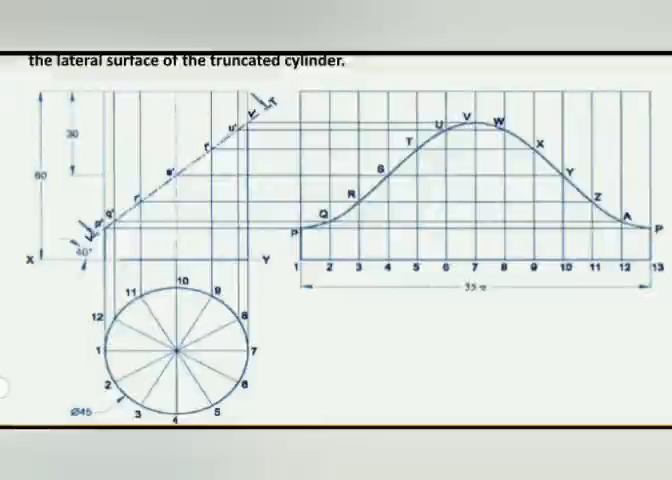 the lateral surface of the truncated cylinder.
60
30
40°
X
Y
P
Q
R
S
T
U
V
W
X
Y
Z
A
P
1 2 3 4 5 6 7 8 9 10 11 12 13
10
11 9
12 8
1 7
2 6
3 5
4
Ø45